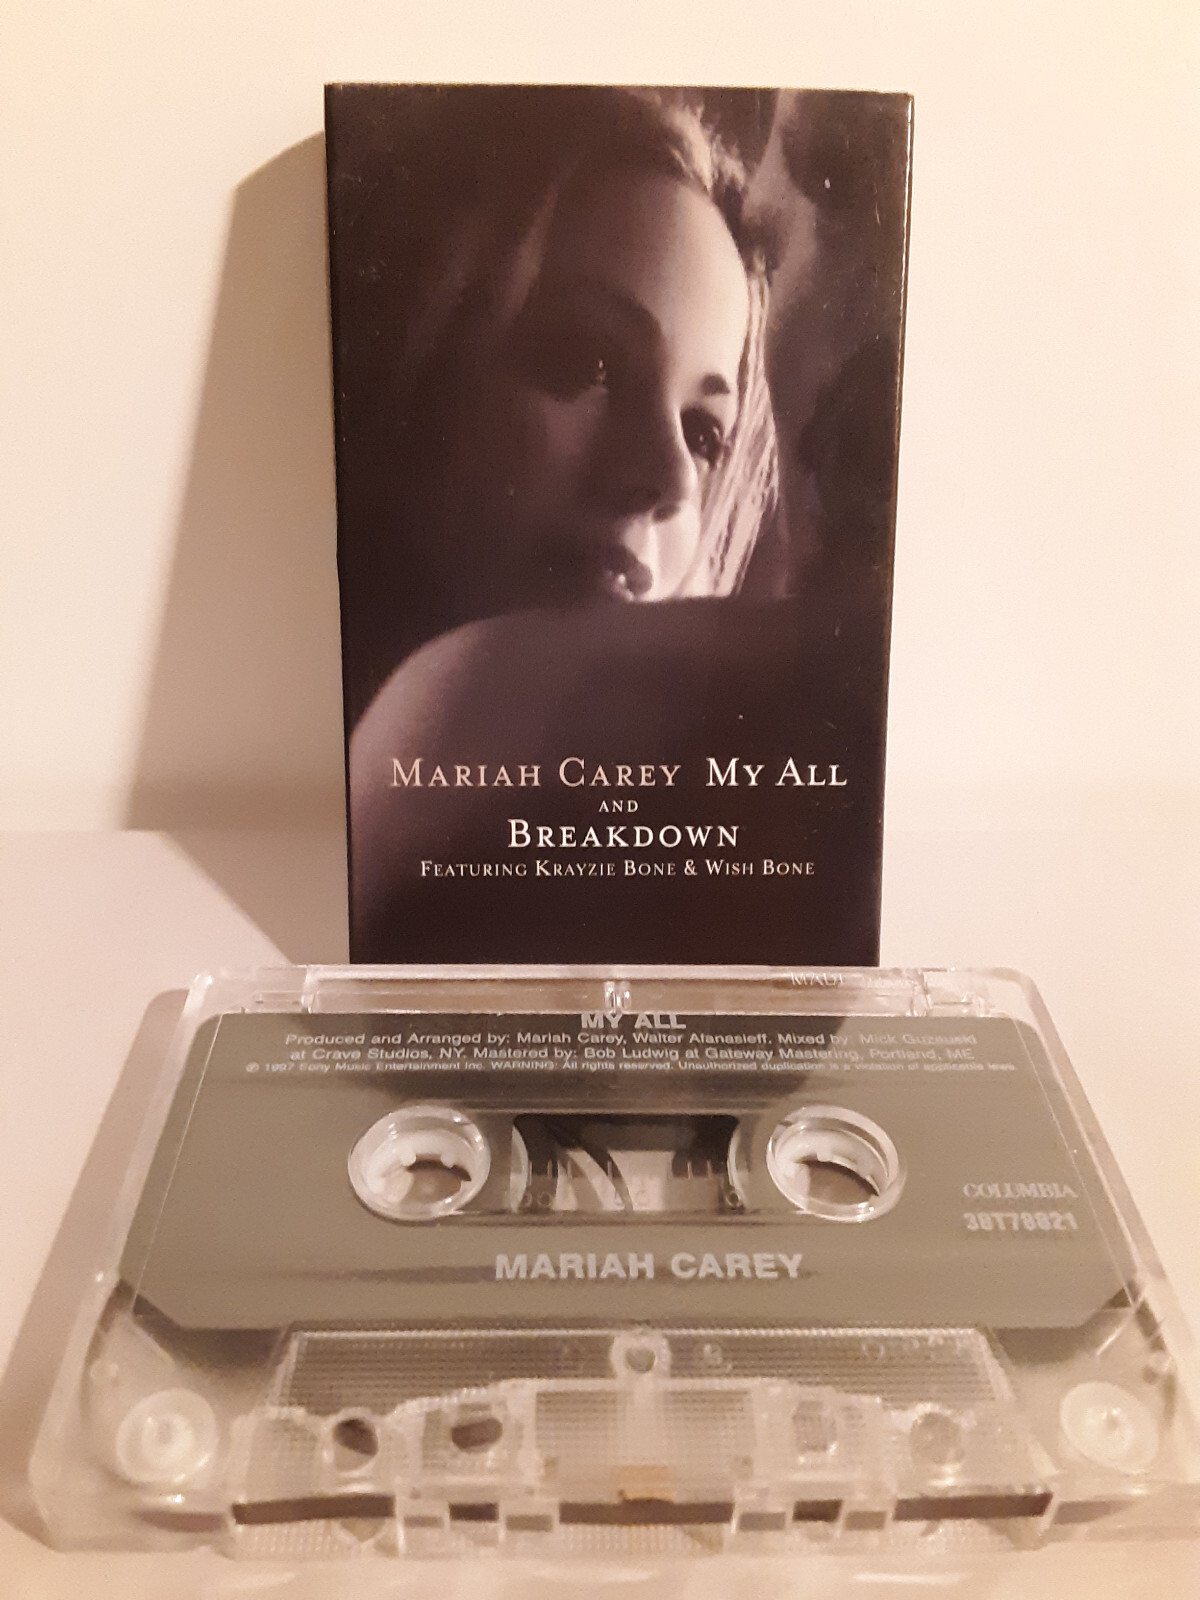 MARIAH CAREY MY ALL
AND
BREAKDOWN
FEATURING KRAYZIE BONE & WISH BONE
MY ALL
Produced and Arranged by: Mariah Carey, Walter Afanasieff, Mixed by: Mick Guzauski
at Crave Studios, NY. Mastered by: Bob Ludwig at Gateway Mastering, Portland, ME
℗ 1997 Sony Music Entertainment Inc. WARNING: All rights reserved. Unauthorized duplication is a violation of applicable laws.
COLUMBIA
38T78821
MARIAH CAREY